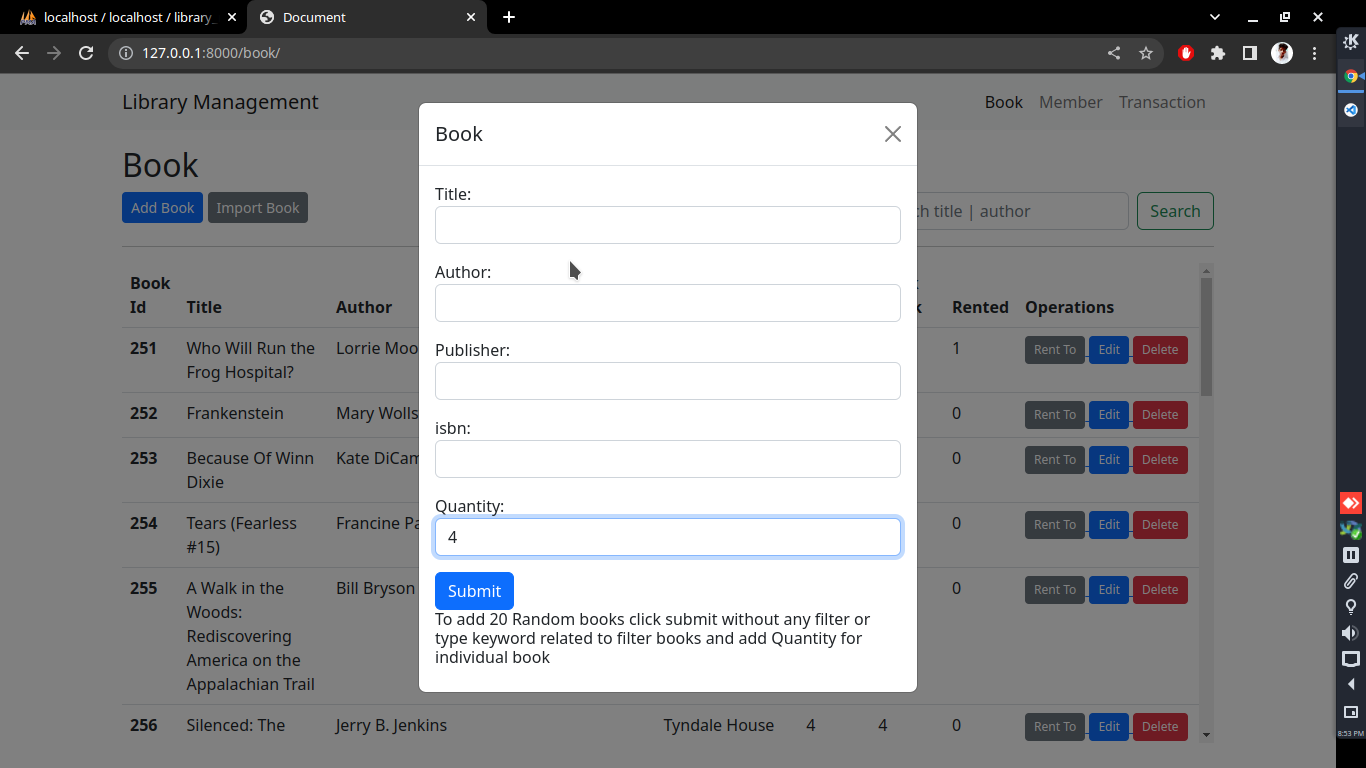 localhost / localhost / library_
Document
127.0.0.1:8000/book/
Library Management
Book Member Transaction
Book
Add Book Import Book
title | author
Search
Book
Title:
Author:
Publisher:
isbn:
Quantity:
4
Submit
To add 20 Random books click submit without any filter or
type keyword related to filter books and add Quantity for
individual book
Book
Id Title Author Rented Operations
251 Who Will Run the Frog Hospital? Lorrie Moo 1 Rent To Edit Delete
252 Frankenstein Mary Wolls 0 Rent To Edit Delete
253 Because Of Winn Dixie Kate DiCam 0 Rent To Edit Delete
254 Tears (Fearless #15) Francine Pa 0 Rent To Edit Delete
255 A Walk in the Woods: Rediscovering America on the Appalachian Trail Bill Bryson 0 Rent To Edit Delete
256 Silenced: The Jerry B. Jenkins Tyndale House 4 4 0 Rent To Edit Delete
8:53 PM